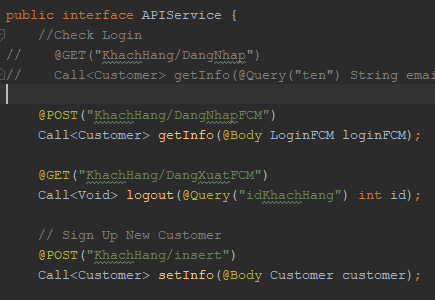 public interface APIService {
//Check Login
// @GET("KhachHang/DangNhap")
// Call<Customer> getInfo(@Query("ten") String emai
@POST("KhachHang/DangNhapFCM")
Call<Customer> getInfo(@Body LoginFCM loginFCM);
@GET("KhachHang/DangXuatFCM")
Call<Void> logout(@Query("idKhachHang") int id);
// Sign Up New Customer
@POST("KhachHang/insert")
Call<Customer> setInfo(@Body Customer customer);